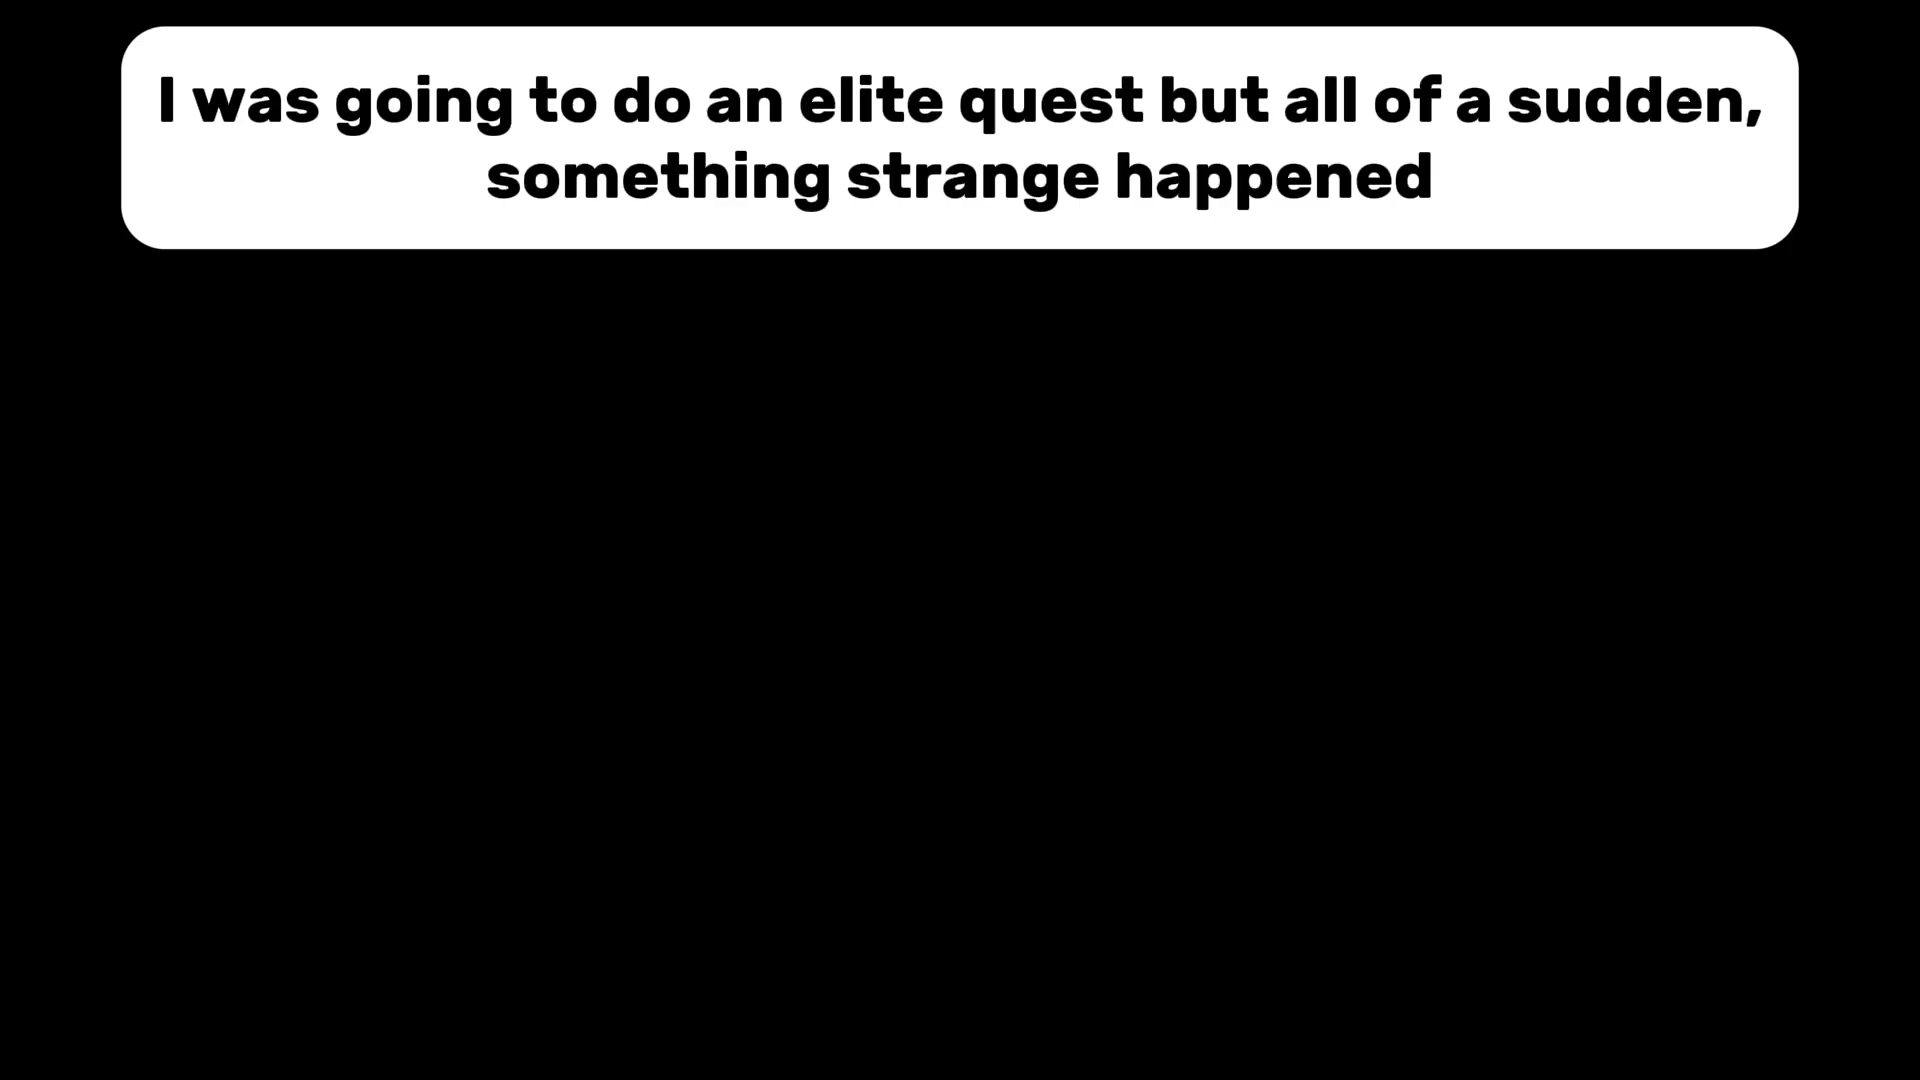 I was going to do an elite quest but all of a sudden,
something strange happened